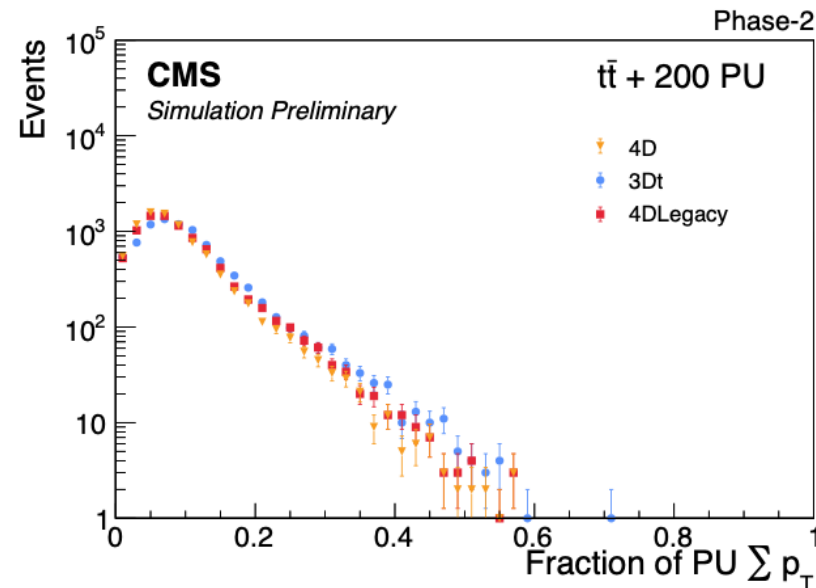 Phase-2
Events
10^5
10^4
10^3
10^2
10
1
CMS
Simulation Preliminary
tt̄ + 200 PU
4D
3Dt
4DLegacy
0 0.2 0.4 0.6 0.8 1
Fraction of PU ∑ p_T